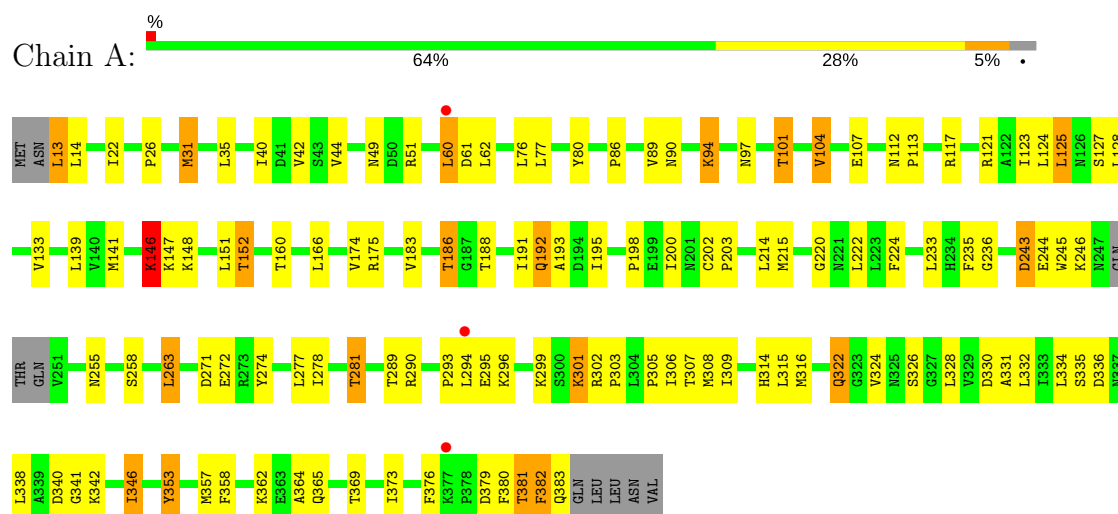 %
Chain A:
64% 28% 5% •
MET ASN L13 L14 I22 P26 M31 L35 I40 D41 V42 S43 V44 N49 D50 R51 L60 D61 L62 L76 L77 Y80 P86 V89 N90 K94 N97 T101 V104 E107 N112 P113 R117 R121 A122 I123 L124 L125 N126 S127 L128
V133 L139 V140 M141 K146 K147 K148 L151 T152 T160 L166 V174 R175 V183 T186 G187 T188 I191 Q192 A193 D194 I195 P198 E199 I200 N201 C202 P203 L214 M215 G220 N221 L222 L223 F224 L233 H234 F235 G236 D243 E244 W245 K246 N247 GLN
THR GLN V251 N255 S258 L263 D271 E272 R273 Y274 L277 I278 T281 T289 R290 P293 L294 E295 K296 K299 S300 K301 R302 P303 L304 P305 I306 T307 M308 I309 H314 L315 M316 Q322 G323 V324 N325 S326 G327 L328 V329 D330 A331 L332 I333 L334 S335 D336 N337
L338 A339 D340 G341 K342 I346 Y353 M357 F358 K362 E363 A364 Q365 T369 I373 F376 K377 P378 D379 F380 T381 F382 Q383 GLN LEU LEU ASN VAL